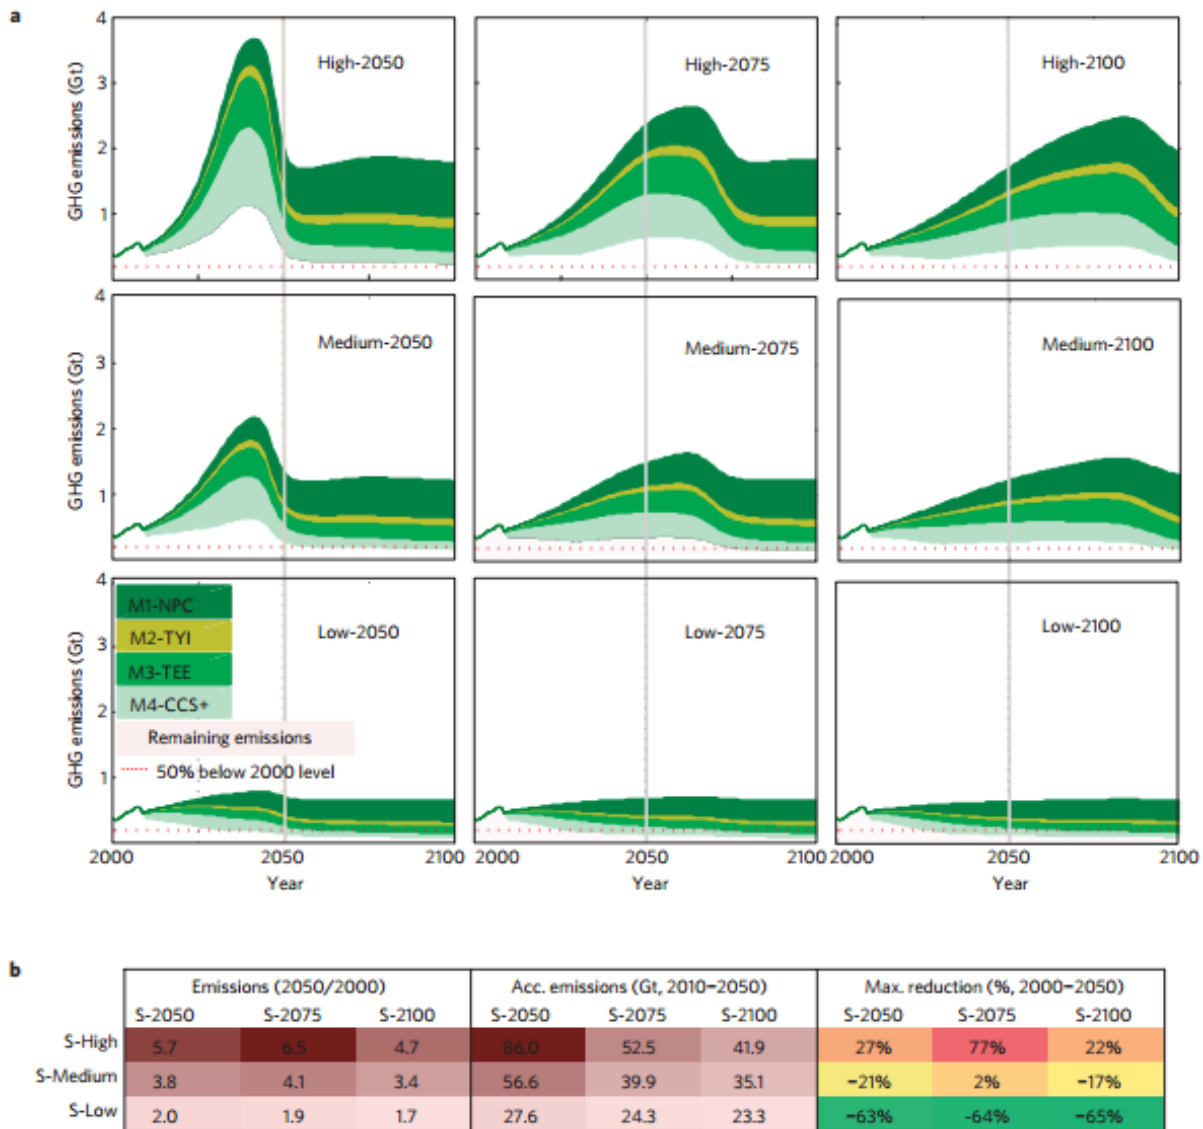 a
High-2050
High-2075
High-2100
GHG emissions (Gt)
4
3
2
1
Medium-2050
Medium-2075
Medium-2100
GHG emissions (Gt)
4
3
2
1
Low-2050
Low-2075
Low-2100
GHG emissions (Gt)
4
3
2
1
M1-NPC
M2-TYI
M3-TEE
M4-CCS+
Remaining emissions
50% below 2000 level
2000 2050 2100 2000 2050 2100 2000 2050 2100
Year Year Year
b
Emissions (2050/2000) Acc. emissions (Gt, 2010–2050) Max. reduction (%, 2000–2050)
S-2050 S-2075 S-2100 S-2050 S-2075 S-2100 S-2050 S-2075 S-2100
S-High 5.7 6.5 4.7 86.0 52.5 41.9 27% 77% 22%
S-Medium 3.8 4.1 3.4 56.6 39.9 35.1 −21% 2% −17%
S-Low 2.0 1.9 1.7 27.6 24.3 23.3 −63% -64% −65%